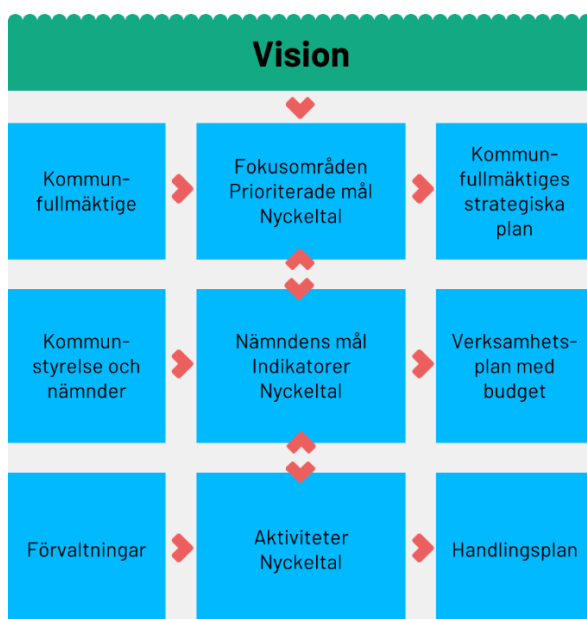 Vision
Kommun-
fullmäktige
Fokusområden
Prioriterade mål
Nyckeltal
Kommun-
fullmäktiges
strategiska
plan
Kommun-
styrelse och
nämnder
Nämndens mål
Indikatorer
Nyckeltal
Verksamhets-
plan med
budget
Förvaltningar
Aktiviteter
Nyckeltal
Handlingsplan